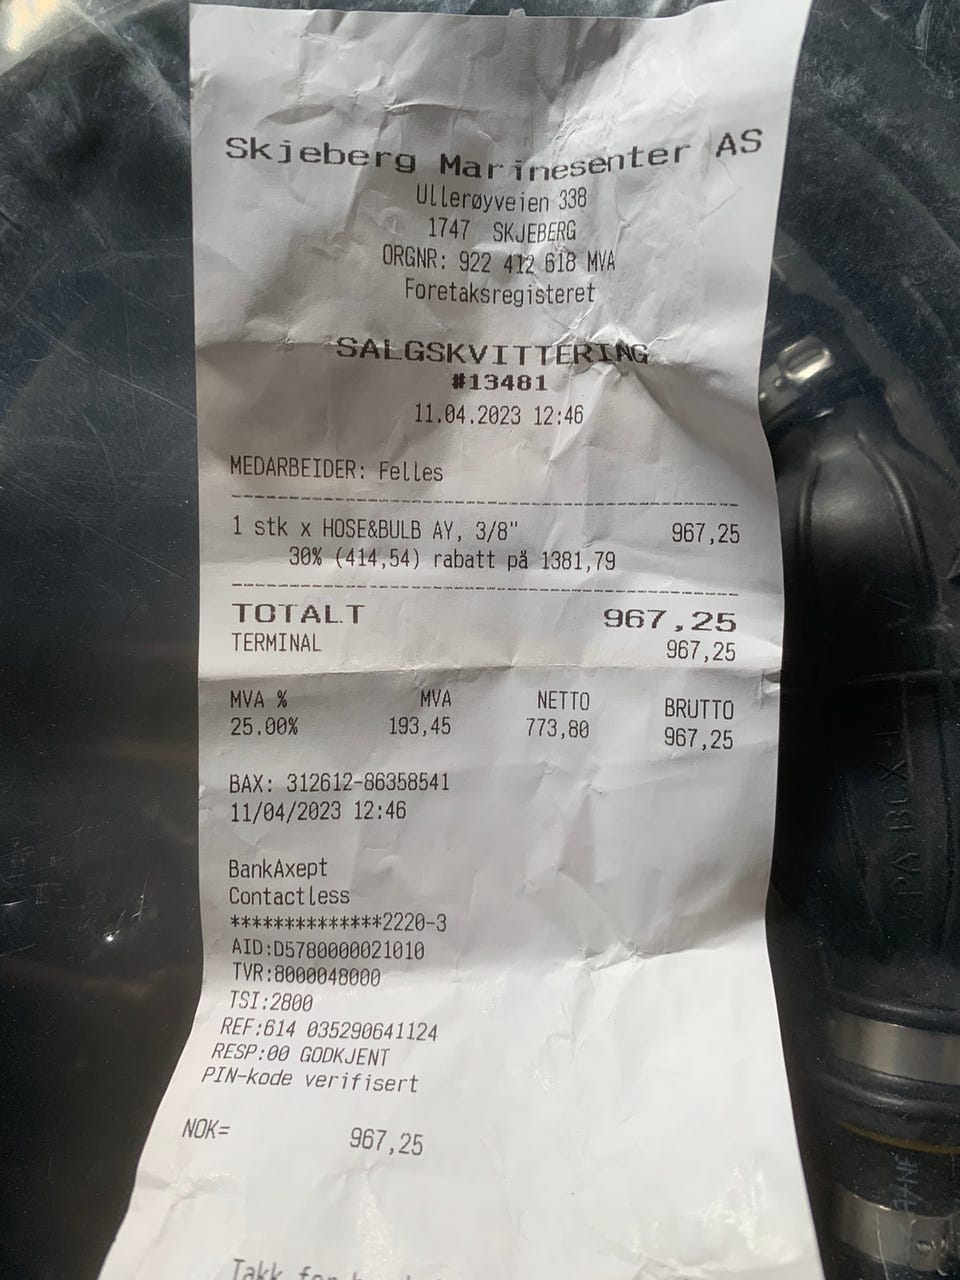 Skjeberg Marinesenter AS
Ullerøyveien 338
1747 SKJEBERG
ORGNR: 922 412 618 MVA
Foretaksregisteret
SALGSKVITTERING
#13481
11.04.2023 12:46
MEDARBEIDER: Felles
1 stk x HOSE&BULB AY, 3/8" 967,25
30% (414,54) rabatt på 1381,79
TOTALT 967,25
TERMINAL 967,25
MVA % MVA NETTO BRUTTO
25.00% 193,45 773,80 967,25
BAX: 312612-86358541
11/04/2023 12:46
BankAxept
Contactless
**************2220-3
AID:D5780000021010
TVR:8000048000
TSI:2800
REF:614 035290641124
RESP:00 GODKJENT
PIN-kode verifisert
NOK= 967,25
Takk for